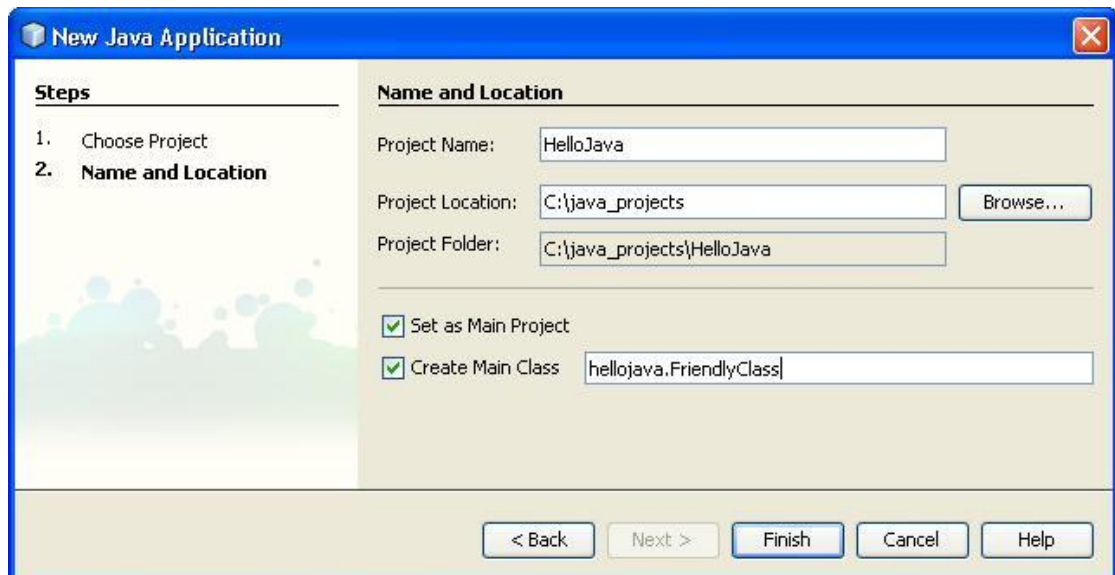 New Java Application
Steps
1. Choose Project
2. Name and Location
Name and Location
Project Name: HelloJava
Project Location: C:\java_projects Browse...
Project Folder: C:\java_projects\HelloJava
Set as Main Project
Create Main Class hellojava.FriendlyClass
< Back Next > Finish Cancel Help